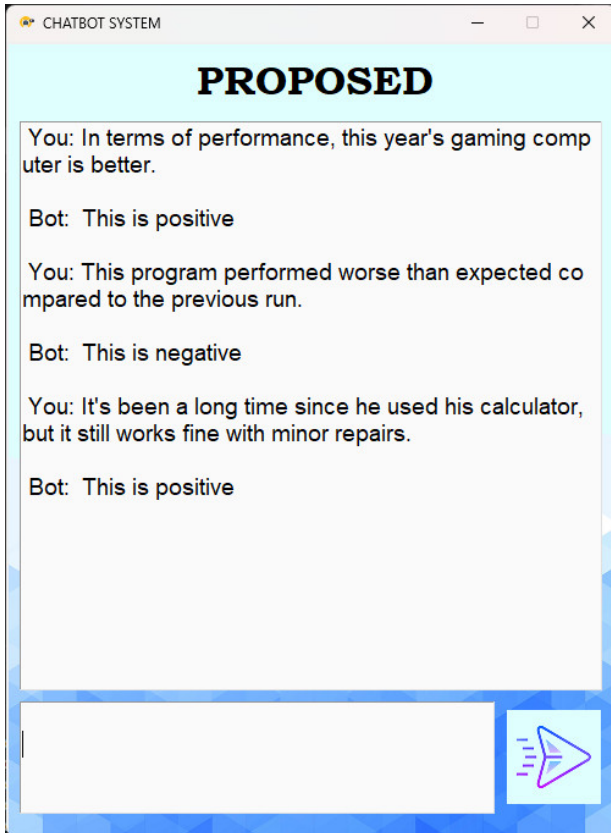 CHATBOT SYSTEM
PROPOSED
You: In terms of performance, this year's gaming comp
uter is better.
Bot: This is positive
You: This program performed worse than expected co
mpared to the previous run.
Bot: This is negative
You: It's been a long time since he used his calculator,
but it still works fine with minor repairs.
Bot: This is positive